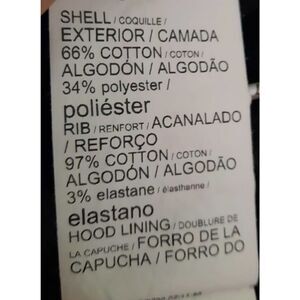 SHELL / COQUILLE /
EXTERIOR / CAMADA
66% COTTON / COTON /
ALGODÓN / ALGODÃO
34% polyester /
poliéster
RIB / RENFORT / ACANALADO
/ REFORÇO
97% COTTON / COTON /
ALGODÓN / ALGODÃO
3% elastane / élasthanne /
elastano
HOOD LINING / DOUBLURE DE
LA CAPUCHE / FORRO DE LA
CAPUCHA / FORRO DO